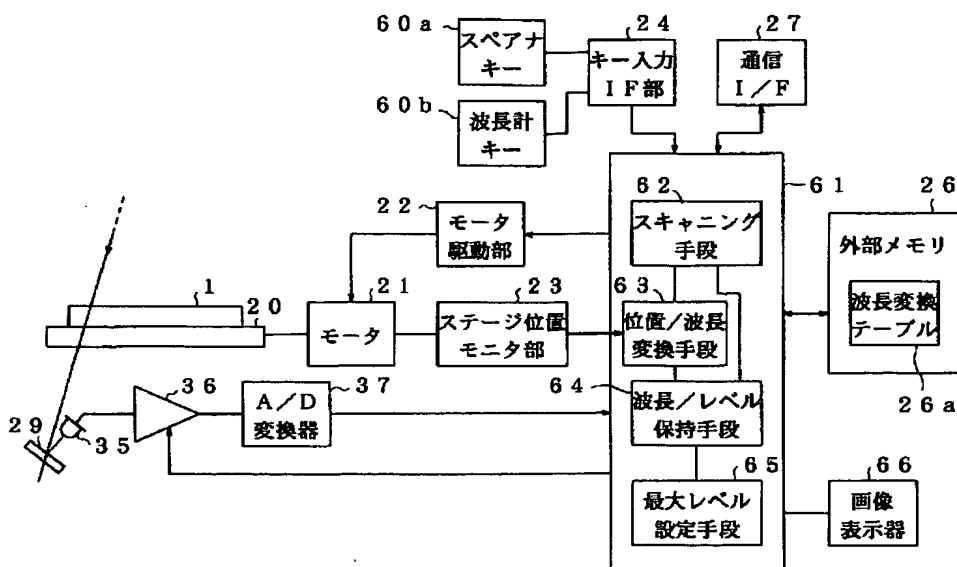 60a
スペアナ
キー
24
キー入力
IF部
27
通信
I/F
60b
波長計キー
61
62
スキャニング
手段
26
外部メモリ
波長変換
テーブル
26a
22
モータ
駆動部
1
20
21
モータ
23
ステージ位置
モニタ部
63
位置/波長
変換手段
36
37
A/D
変換器
64
波長/レベル
保持手段
29
35
65
最大レベル
設定手段
66
画像
表示器